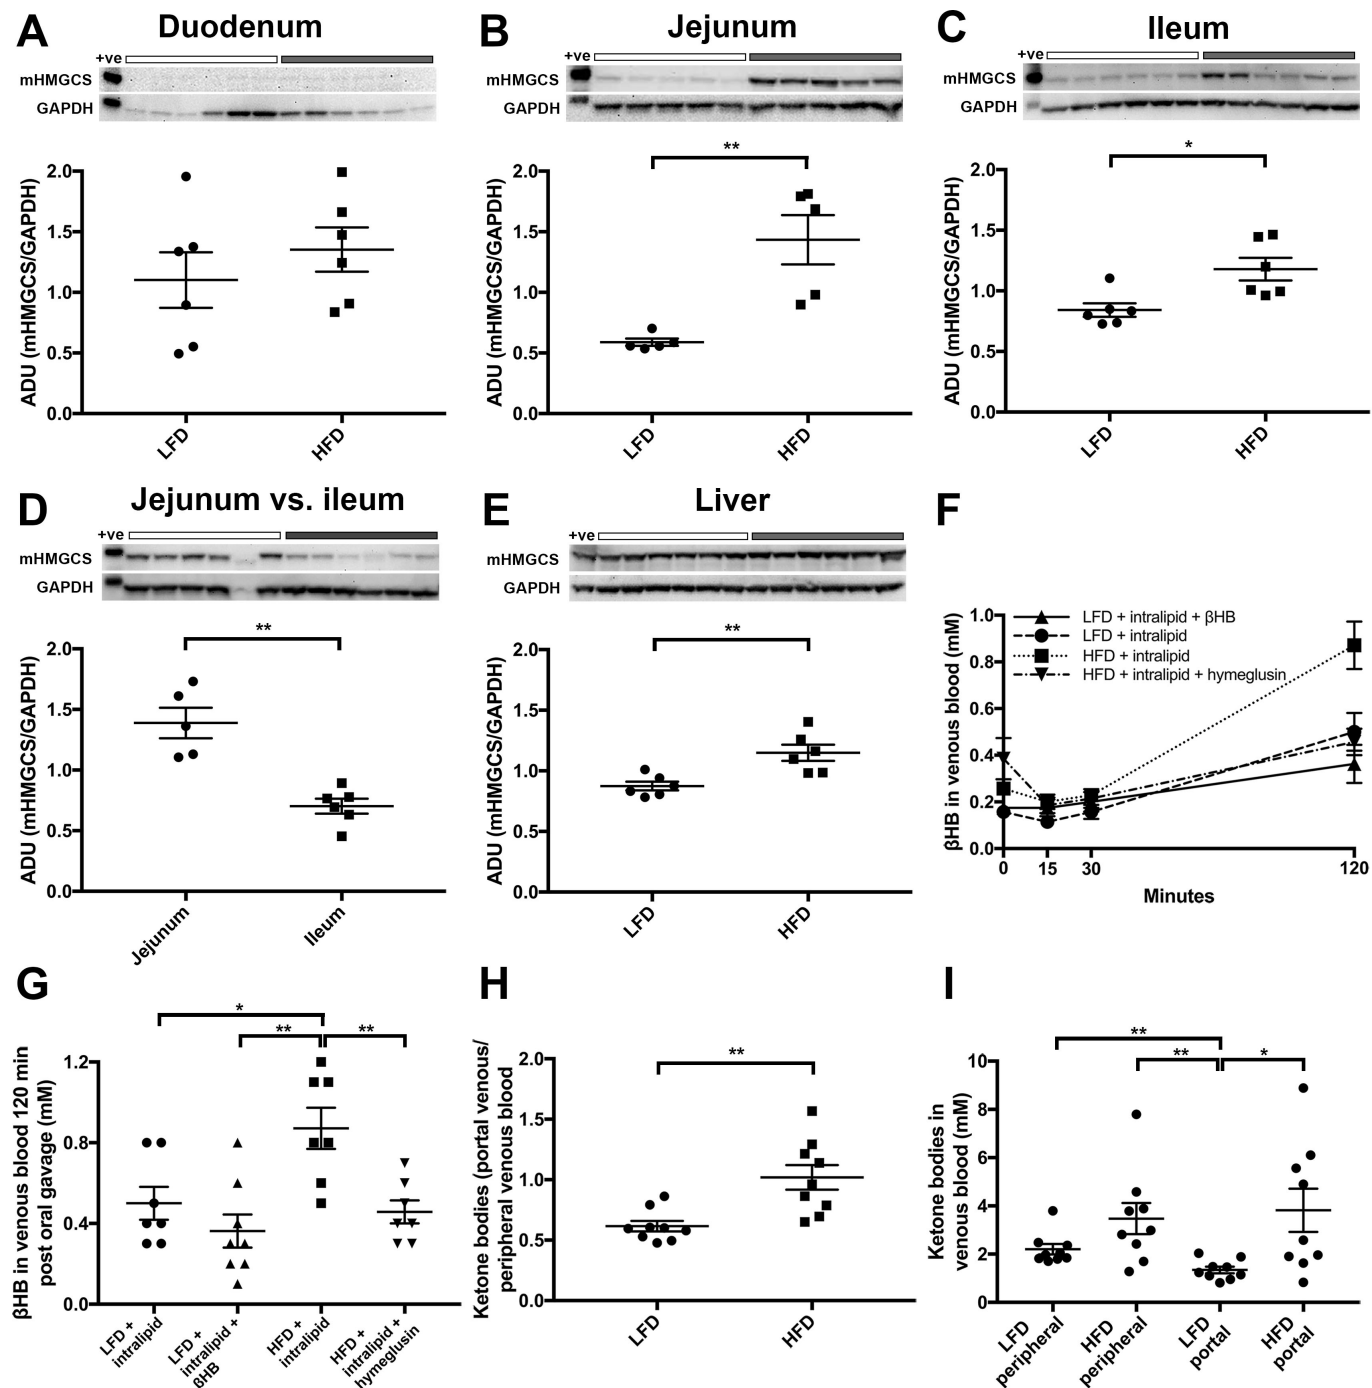 A
Duodenum
+ve
mHMGCS
GAPDH
ADU (mHMGCS/GAPDH)
2.0
1.5
1.0
0.5
0.0
LFD
HFD
B
Jejunum
+ve
mHMGCS
GAPDH
**
ADU (mHMGCS/GAPDH)
2.0
1.5
1.0
0.5
0.0
LFD
HFD
C
Ileum
+ve
mHMGCS
GAPDH
*
ADU (mHMGCS/GAPDH)
2.0
1.5
1.0
0.5
0.0
LFD
HFD
D
Jejunum vs. ileum
+ve
mHMGCS
GAPDH
**
ADU (mHMGCS/GAPDH)
2.0
1.5
1.0
0.5
0.0
Jejunum
Ileum
E
Liver
+ve
mHMGCS
GAPDH
**
ADU (mHMGCS/GAPDH)
2.0
1.5
1.0
0.5
0.0
LFD
HFD
F
LFD + intralipid + βHB
LFD + intralipid
HFD + intralipid
HFD + intralipid + hymeglusin
βHB in venous blood (mM)
1.0
0.8
0.6
0.4
0.2
0.0
0
15
30
120
Minutes
G
*
**
**
βHB in venous blood 120 min
post oral gavage (mM)
1.2
0.8
0.4
0.0
LFD +
intralipid
LFD +
intralipid +
βHB
HFD +
intralipid
HFD +
intralipid +
hymeglusin
H
**
Ketone bodies (portal venous/
peripheral venous blood
2.0
1.5
1.0
0.5
0.0
LFD
HFD
I
**
**
*
Ketone bodies in
venous blood (mM)
10
8
6
4
2
0
LFD
peripheral
HFD
peripheral
LFD
portal
HFD
portal